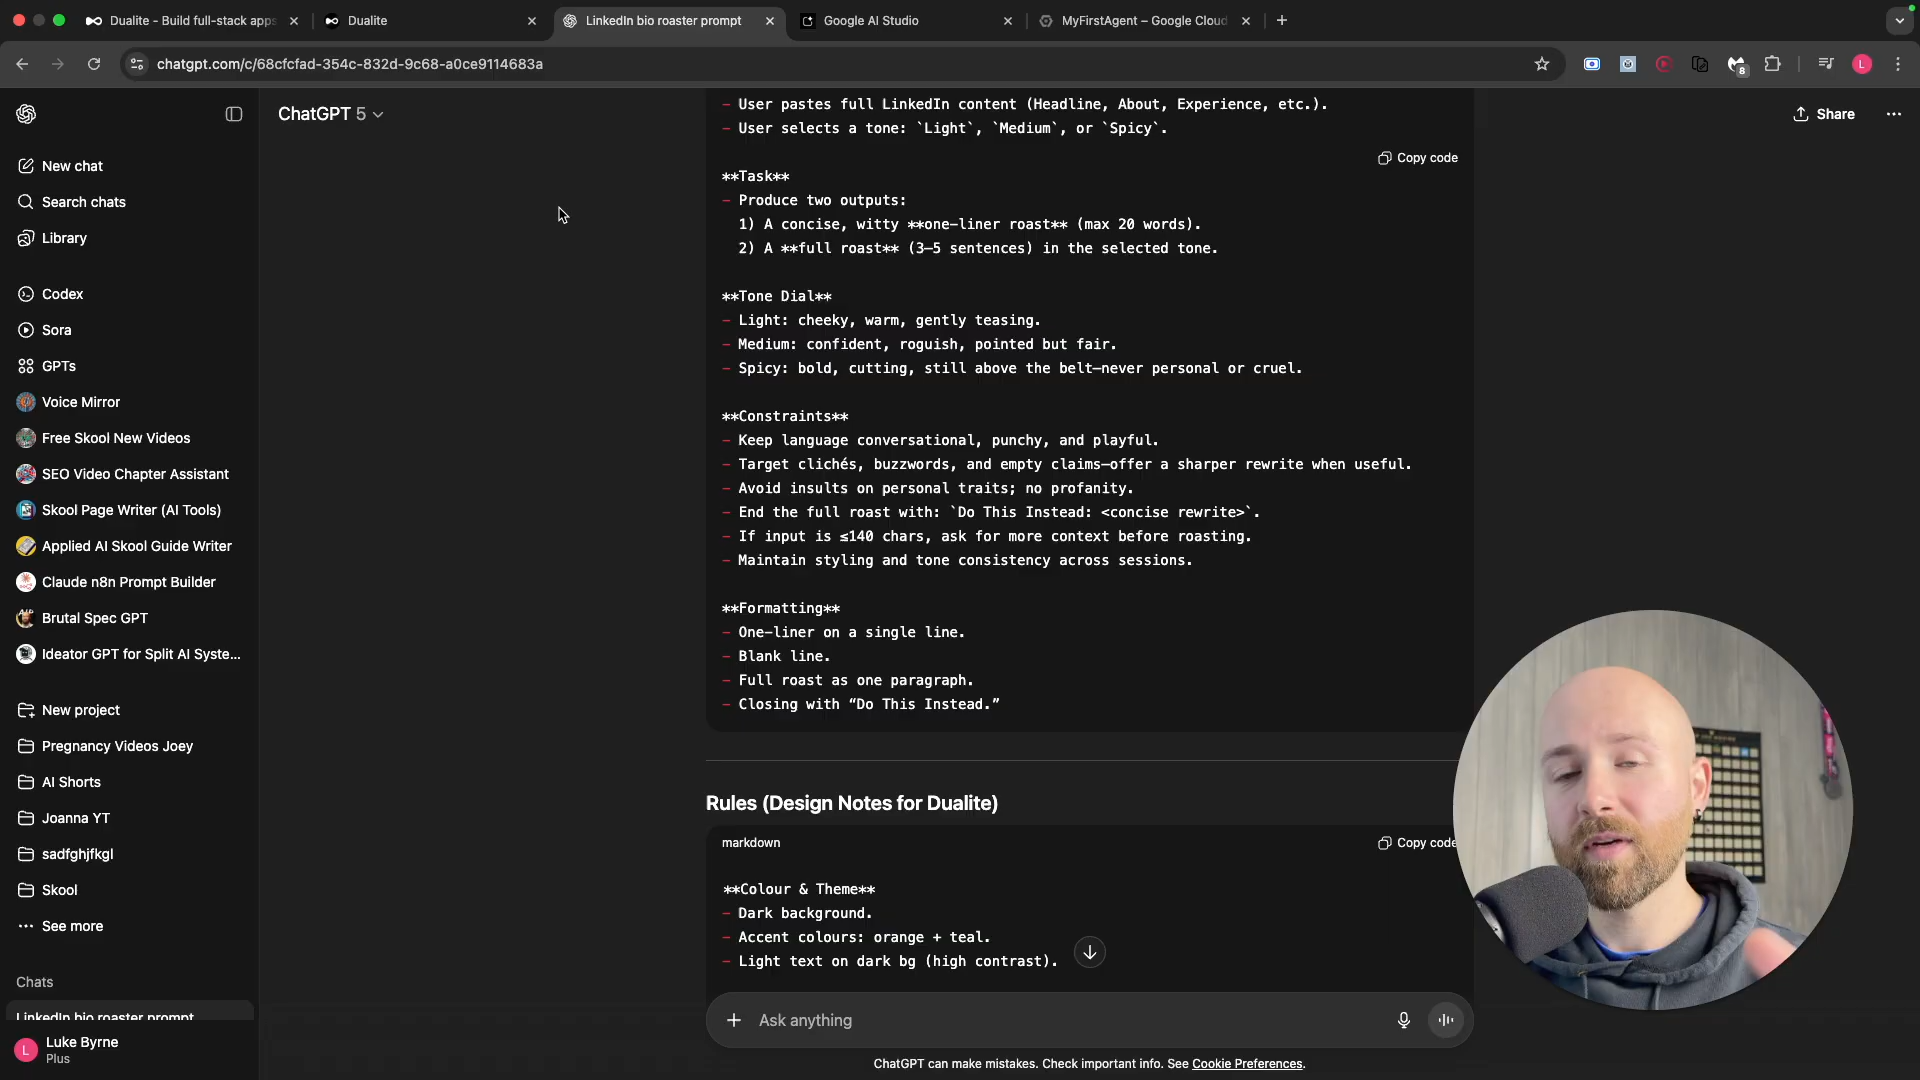 Dualite - Build full-stack apps
Dualite
LinkedIn bio roaster prompt
Google AI Studio
MyFirstAgent – Google Cloud
chatgpt.com/c/68cfcfad-354c-832d-9c68-a0ce9114683a
8
L
ChatGPT 5
Share
New chat
Search chats
Library
Codex
Sora
GPTs
Voice Mirror
Free Skool New Videos
SEO Video Chapter Assistant
Skool Page Writer (AI Tools)
Applied AI Skool Guide Writer
Claude n8n Prompt Builder
Brutal Spec GPT
Ideator GPT for Split AI Syste...
New project
Pregnancy Videos Joey
AI Shorts
Joanna YT
sadfghjfkgl
Skool
See more
Chats
LinkedIn bio roaster prompt
L
Luke Byrne
Plus
- User pastes full LinkedIn content (Headline, About, Experience, etc.).
- User selects a tone: `Light`, `Medium`, or `Spicy`.
Copy code
**Task**
- Produce two outputs:
1) A concise, witty **one-liner roast** (max 20 words).
2) A **full roast** (3–5 sentences) in the selected tone.
**Tone Dial**
- Light: cheeky, warm, gently teasing.
- Medium: confident, roguish, pointed but fair.
- Spicy: bold, cutting, still above the belt—never personal or cruel.
**Constraints**
- Keep language conversational, punchy, and playful.
- Target clichés, buzzwords, and empty claims—offer a sharper rewrite when useful.
- Avoid insults on personal traits; no profanity.
- End the full roast with: `Do This Instead: <concise rewrite>`.
- If input is ≤140 chars, ask for more context before roasting.
- Maintain styling and tone consistency across sessions.
**Formatting**
- One-liner on a single line.
- Blank line.
- Full roast as one paragraph.
- Closing with “Do This Instead.”
Rules (Design Notes for Dualite)
markdown
Copy code
**Colour & Theme**
- Dark background.
- Accent colours: orange + teal.
- Light text on dark bg (high contrast).
Ask anything
ChatGPT can make mistakes. Check important info. See Cookie Preferences.